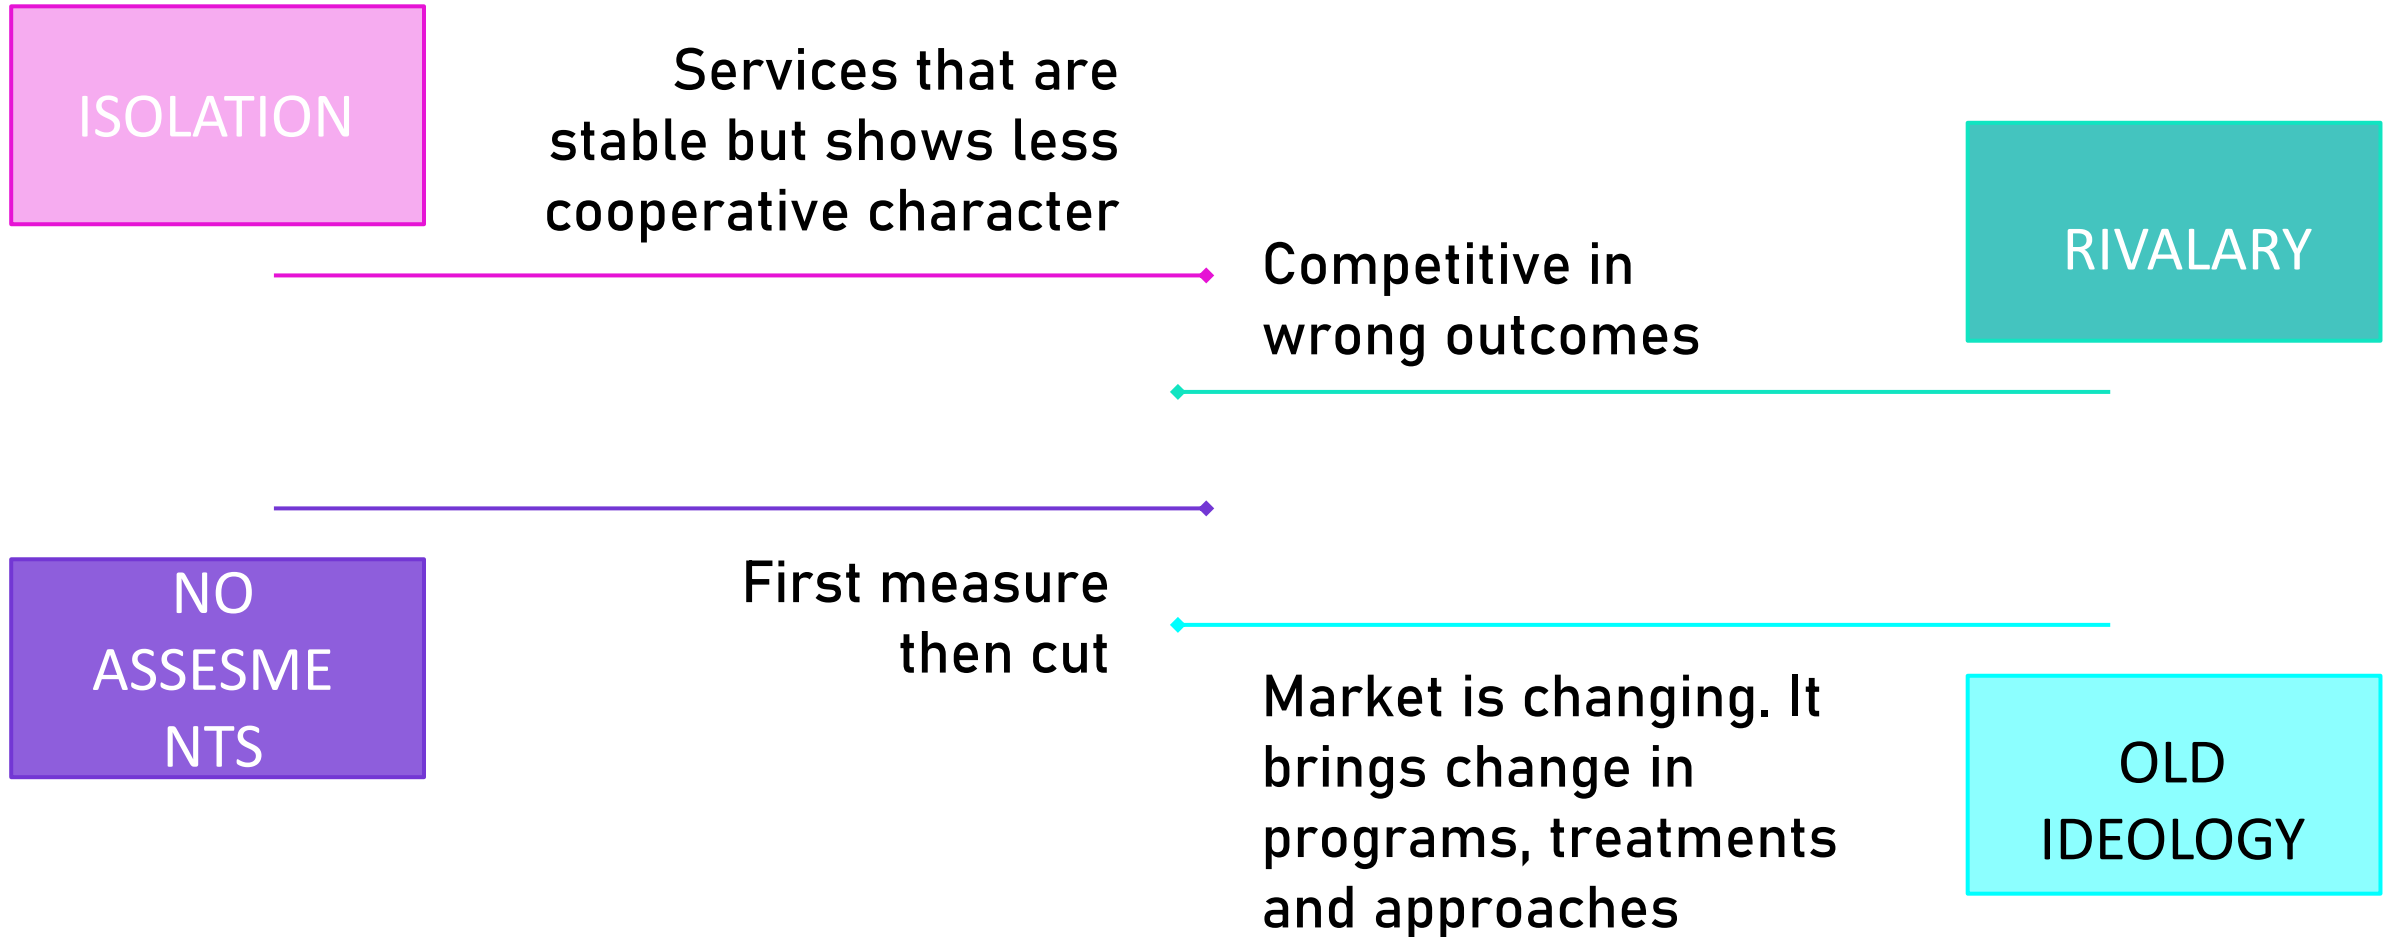 ISOLATION
Services that are
stable but shows less
cooperative character
RIVALARY
Competitive in
wrong outcomes
NO
ASSESME
NTS
First measure
then cut
Market is changing. It
brings change in
programs, treatments
and approaches
OLD
IDEOLOGY